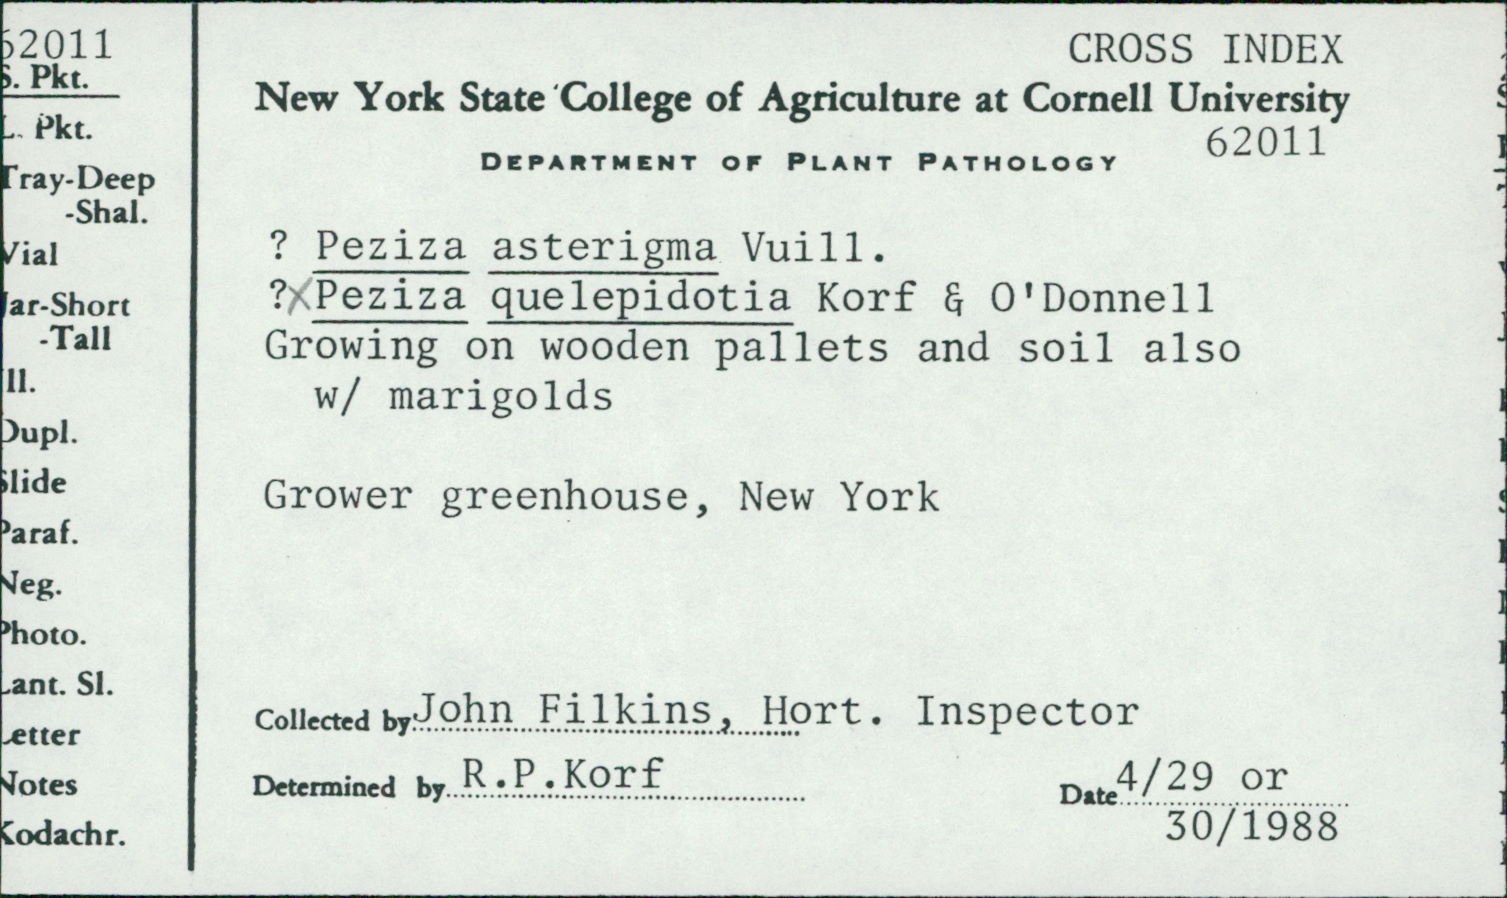 62011
S. Pkt.
L. Pkt.
Tray-Deep
-Shal.
Vial
Jar-Short
-Tall
Ill.
Dupl.
Slide
Paraf.
Neg.
Photo.
Lant. Sl.
Letter
Notes
Kodachr.
CROSS INDEX
New York State College of Agriculture at Cornell University
62011
DEPARTMENT OF PLANT PATHOLOGY
? Peziza asterigma Vuill.
?X Peziza quelepidotia Korf & O'Donnell
Growing on wooden pallets and soil also
w/ marigolds
Grower greenhouse, New York
Collected by John Filkins, Hort. Inspector
Determined by R.P.Korf
Date 4/29 or
30/1988